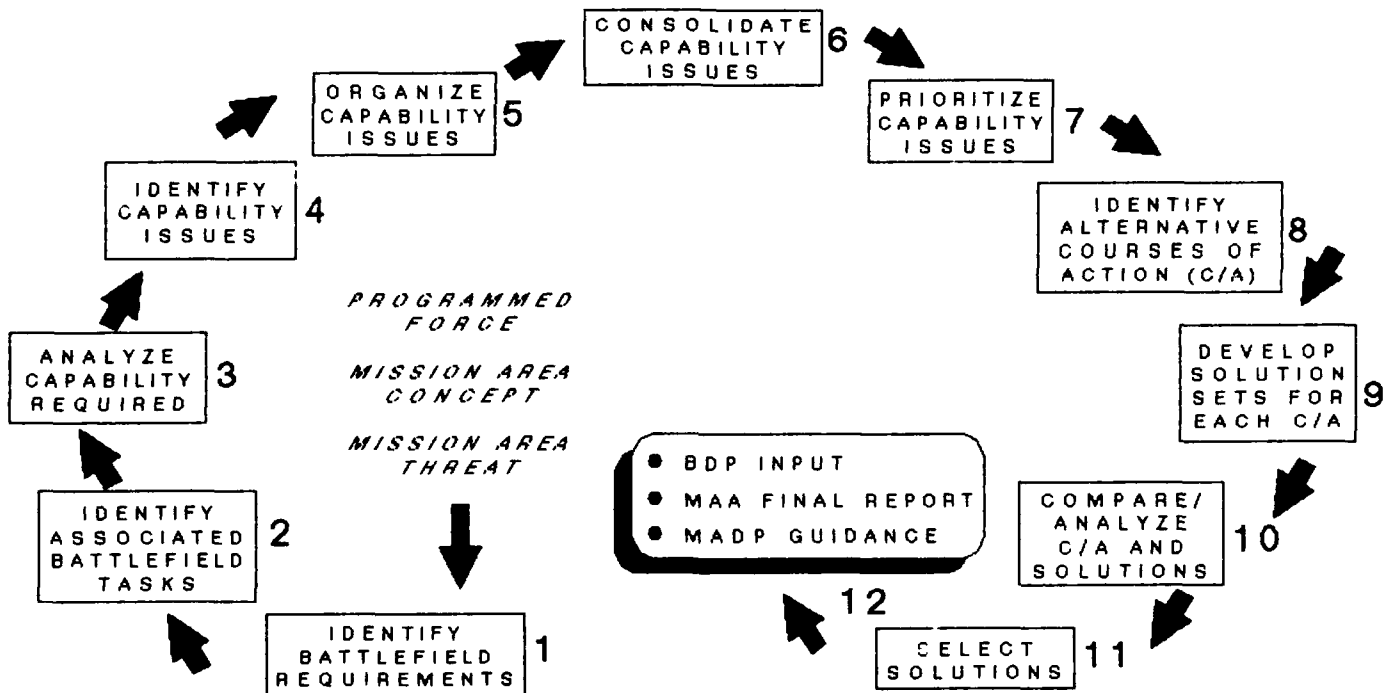 PROGRAMMED
FORCE
MISSION AREA
CONCEPT
MISSION AREA
THREAT
IDENTIFY
BATTLEFIELD
REQUIREMENTS
1
IDENTIFY
ASSOCIATED
BATTLEFIELD
TASKS
2
ANALYZE
CAPABILITY
REQUIRED
3
IDENTIFY
CAPABILITY
ISSUES
4
ORGANIZE
CAPABILITY
ISSUES
5
CONSOLIDATE
CAPABILITY
ISSUES
6
PRIORITIZE
CAPABILITY
ISSUES
7
IDENTIFY
ALTERNATIVE
COURSES OF
ACTION (C/A)
8
DEVELOP
SOLUTION
SETS FOR
EACH C/A
9
COMPARE/
ANALYZE
C/A AND
SOLUTIONS
10
SELECT
SOLUTIONS
11
12
• BDP INPUT
• MAA FINAL REPORT
• MADP GUIDANCE